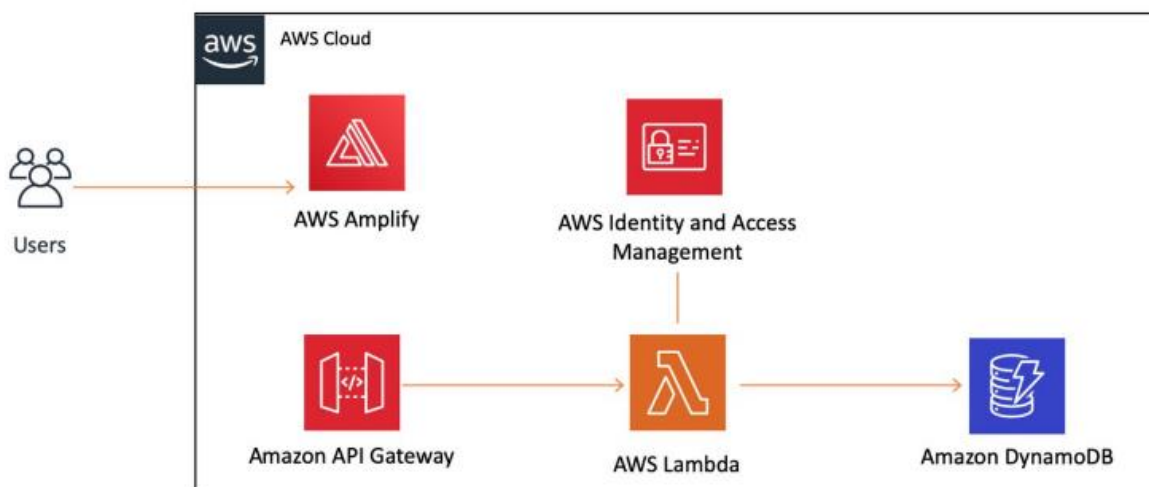 aws
AWS Cloud
AWS Amplify
AWS Identity and Access
Management
Users
</>
Amazon API Gateway
AWS Lambda
Amazon DynamoDB